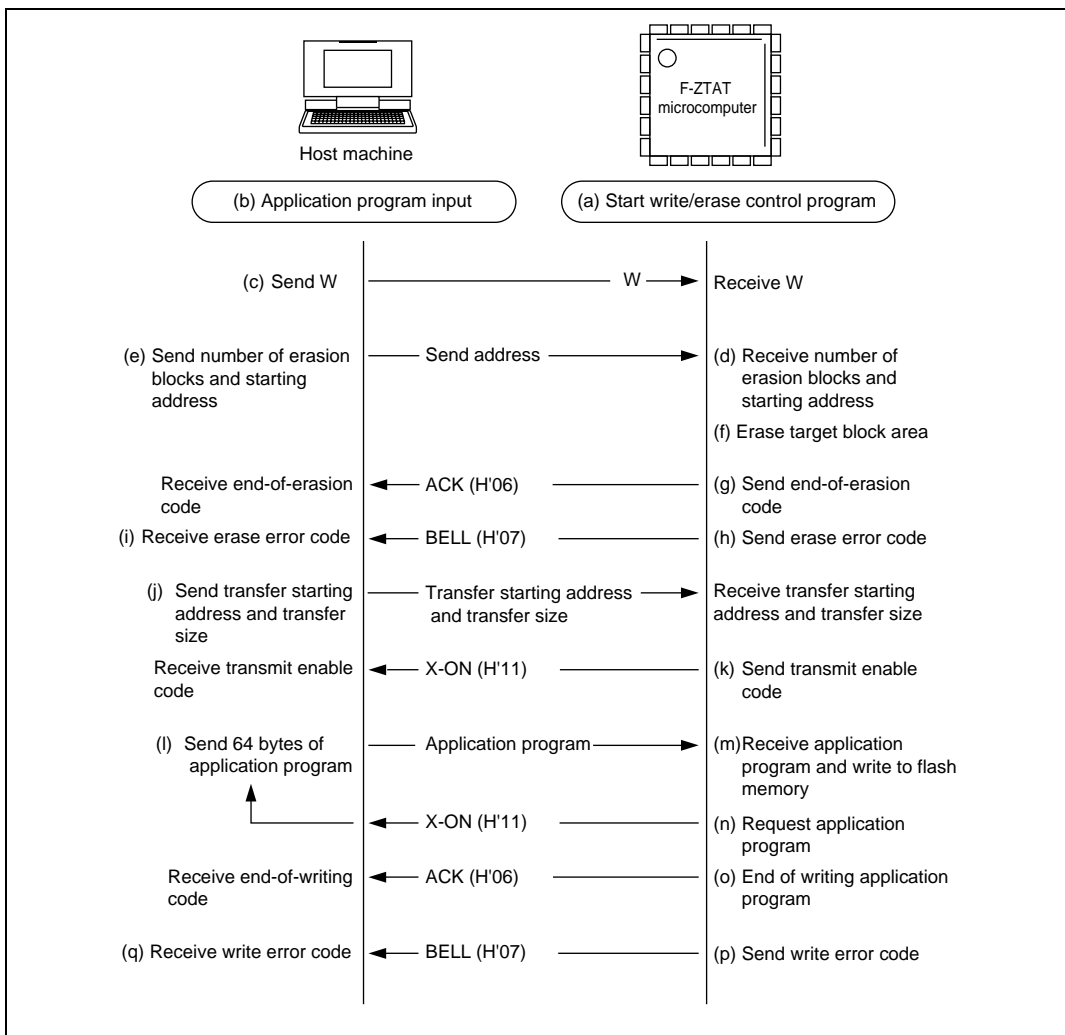 F-ZTAT
microcomputer
Host machine
(b) Application program input
(a) Start write/erase control program
(c) Send W
W
Receive W
(e) Send number of erasion
blocks and starting
address
Send address
(d) Receive number of
erasion blocks and
starting address
(f) Erase target block area
Receive end-of-erasion
code
ACK (H'06)
(g) Send end-of-erasion
code
(i) Receive erase error code
BELL (H'07)
(h) Send erase error code
(j) Send transfer starting
address and transfer
size
Transfer starting address
and transfer size
Receive transfer starting
address and transfer size
Receive transmit enable
code
X-ON (H'11)
(k) Send transmit enable
code
(l) Send 64 bytes of
application program
Application program
(m)Receive application
program and write to flash
memory
X-ON (H'11)
(n) Request application
program
Receive end-of-writing
code
ACK (H'06)
(o) End of writing application
program
(q) Receive write error code
BELL (H'07)
(p) Send write error code